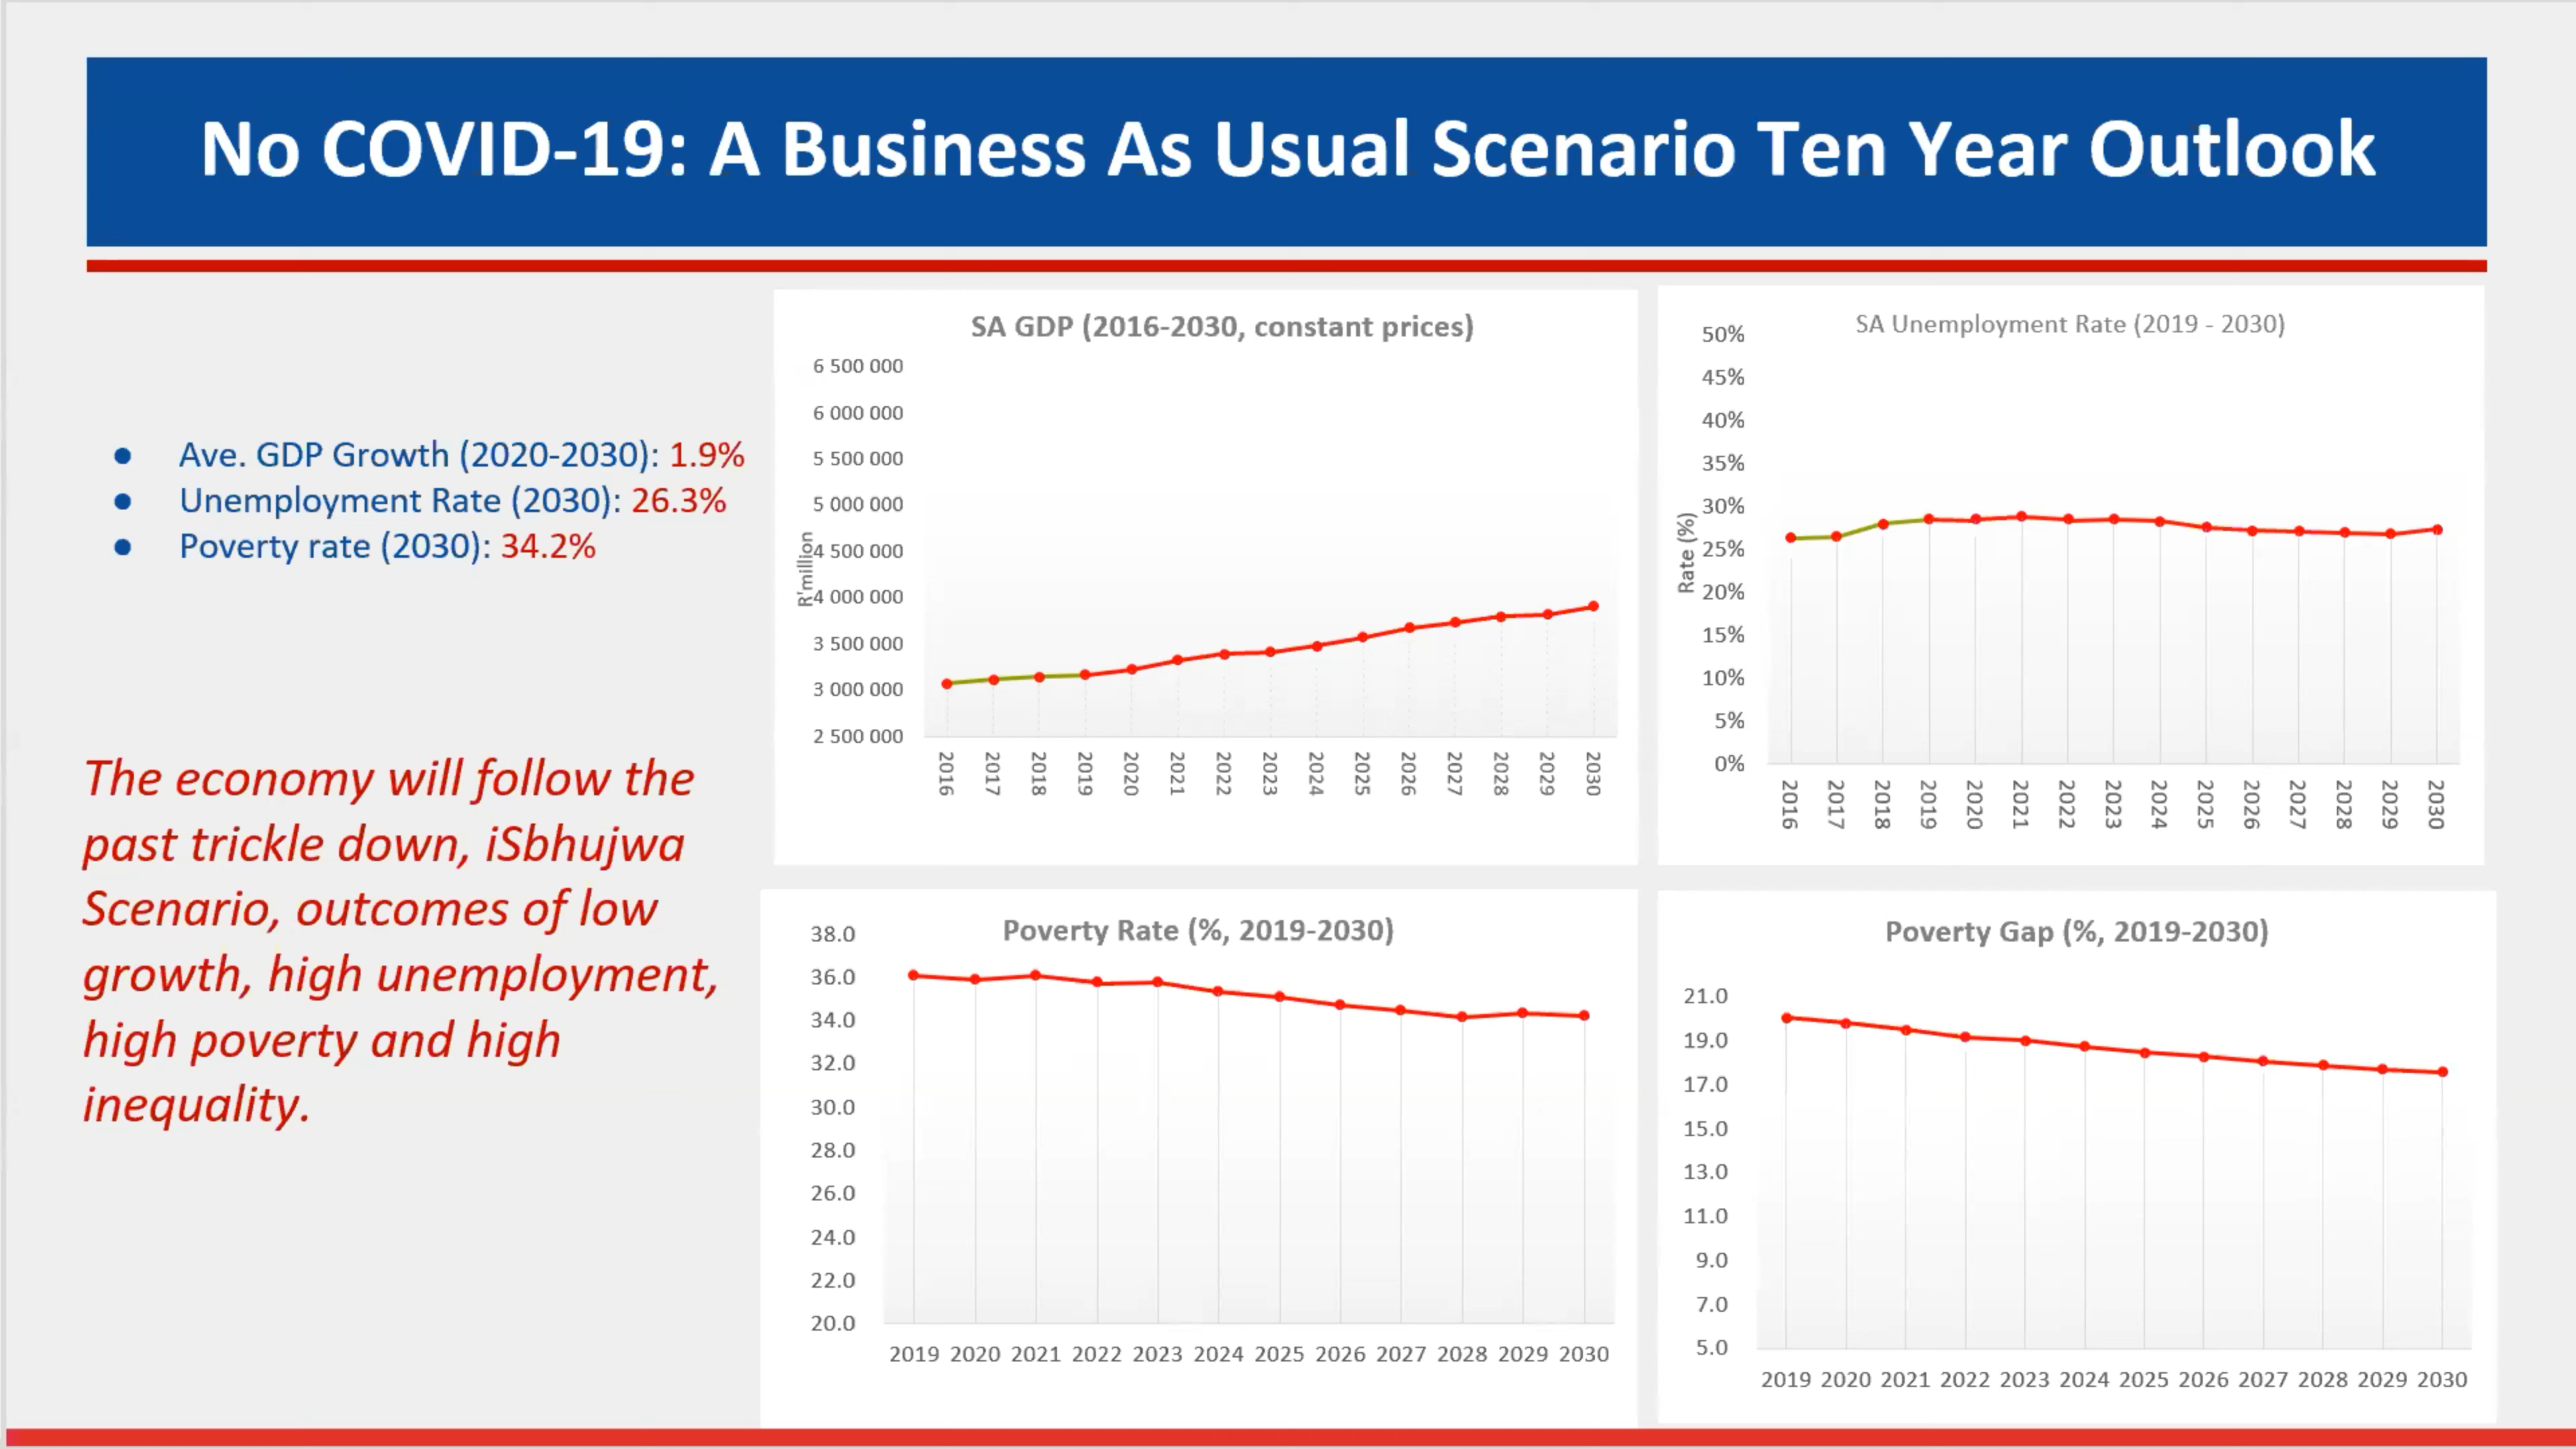 No COVID-19: A Business As Usual Scenario Ten Year Outlook
● Ave. GDP Growth (2020-2030): 1.9%
● Unemployment Rate (2030): 26.3%
● Poverty rate (2030): 34.2%
The economy will follow the
past trickle down, iSbhujwa
Scenario, outcomes of low
growth, high unemployment,
high poverty and high
inequality.
SA GDP (2016-2030, constant prices)
R'million
6 500 000
6 000 000
5 500 000
5 000 000
4 500 000
4 000 000
3 500 000
3 000 000
2 500 000
2016 2017 2018 2019 2020 2021 2022 2023 2024 2025 2026 2027 2028 2029 2030
SA Unemployment Rate (2019 - 2030)
Rate (%)
50%
45%
40%
35%
30%
25%
20%
15%
10%
5%
0%
2016 2017 2018 2019 2020 2021 2022 2023 2024 2025 2026 2027 2028 2029 2030
Poverty Rate (%, 2019-2030)
38.0
36.0
34.0
32.0
30.0
28.0
26.0
24.0
22.0
20.0
2019 2020 2021 2022 2023 2024 2025 2026 2027 2028 2029 2030
Poverty Gap (%, 2019-2030)
21.0
19.0
17.0
15.0
13.0
11.0
9.0
7.0
5.0
2019 2020 2021 2022 2023 2024 2025 2026 2027 2028 2029 2030